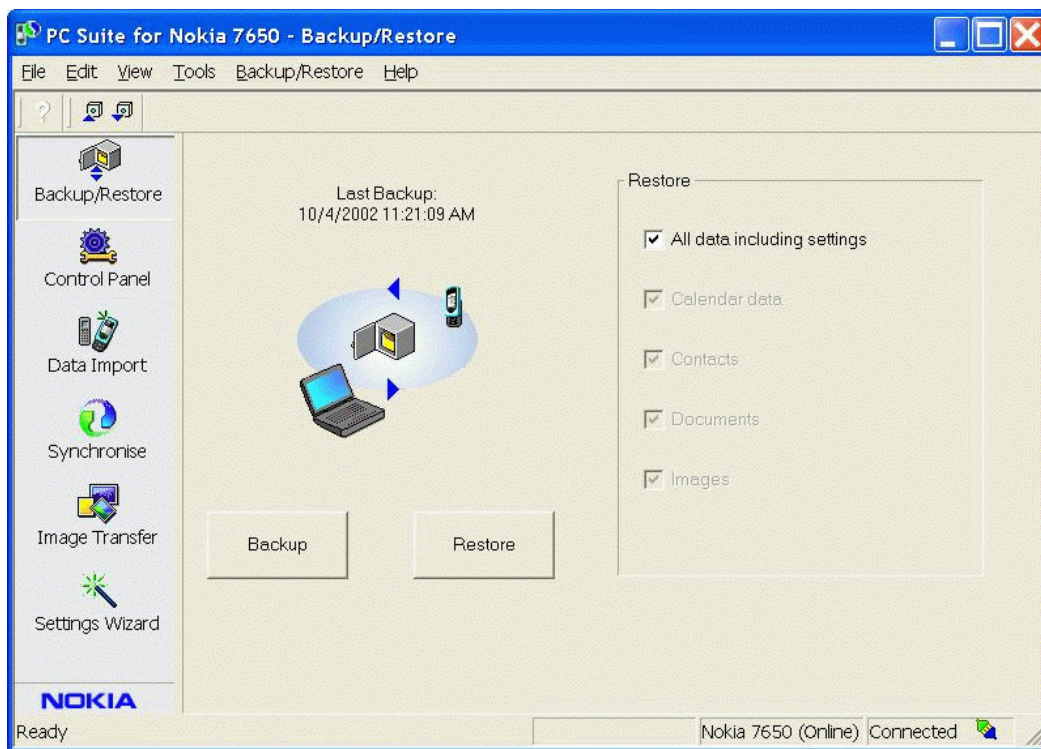 PC Suite for Nokia 7650 - Backup/Restore
File Edit View Tools Backup/Restore Help
?
Backup/Restore
Control Panel
Data Import
Synchronise
Image Transfer
Settings Wizard
NOKIA
Last Backup:
10/4/2002 11:21:09 AM
Backup Restore
Restore
All data including settings
Calendar data
Contacts
Documents
Images
Ready Nokia 7650 (Online) Connected